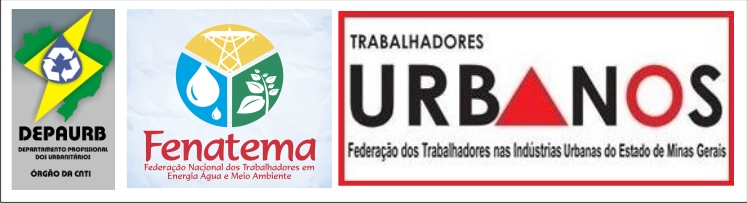 DEPAURB
DEPARTAMENTO PROFISSIONAL
DOS URBANITÁRIOS
ÓRGÃO DA CNTI
Fenatema
Federação Nacional dos Trabalhadores em
Energia Água e Meio Ambiente
TRABALHADORES
URBANOS
Federação dos Trabalhadores nas Indústrias Urbanas do Estado de Minas Gerais